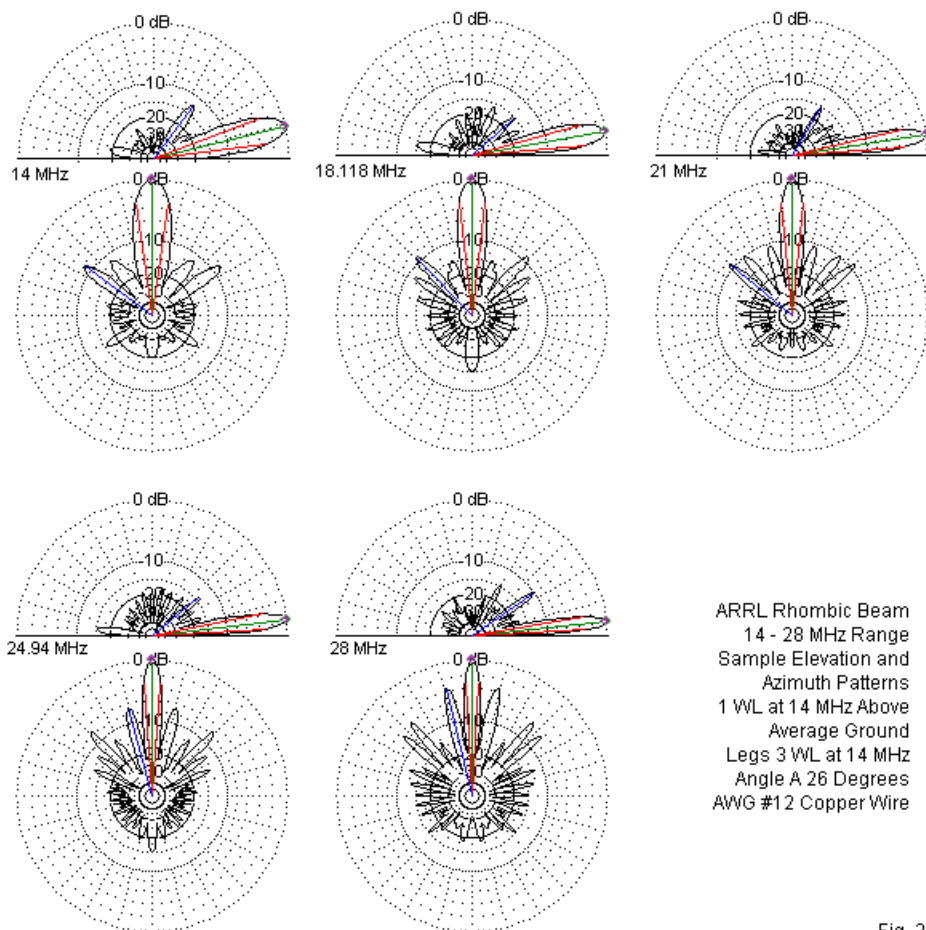 0 dB
-10
20
30
14 MHz
0 dB
10
0 dB
-10
20
18.118 MHz
0 dB
10
0 dB
-10
20
30
21 MHz
0 dB
10
0 dB
-10
20
24.94 MHz
0 dB
10
0 dB
-10
20
28 MHz
0 dB
10
ARRL Rhombic Beam
14 - 28 MHz Range
Sample Elevation and
Azimuth Patterns
1 WL at 14 MHz Above
Average Ground
Legs 3 WL at 14 MHz
Angle A 26 Degrees
AWG #12 Copper Wire